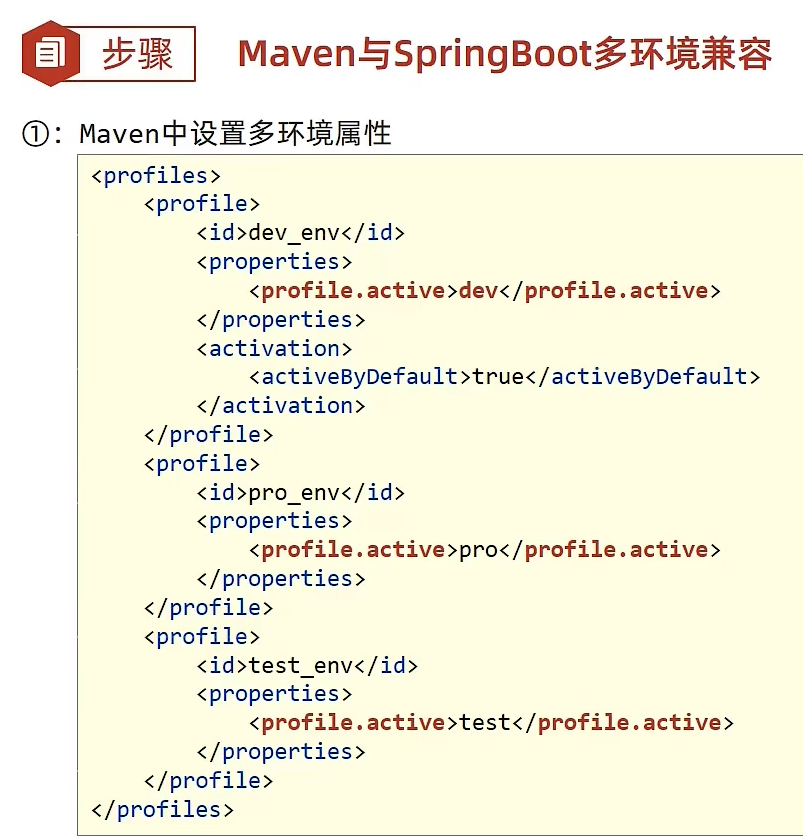 步骤
Maven与SpringBoot多环境兼容
①：Maven中设置多环境属性
<profiles>
    <profile>
        <id>dev_env</id>
        <properties>
            <profile.active>dev</profile.active>
        </properties>
        <activation>
            <activeByDefault>true</activeByDefault>
        </activation>
    </profile>
    <profile>
        <id>pro_env</id>
        <properties>
            <profile.active>pro</profile.active>
        </properties>
    </profile>
    <profile>
        <id>test_env</id>
        <properties>
            <profile.active>test</profile.active>
        </properties>
    </profile>
</profiles>